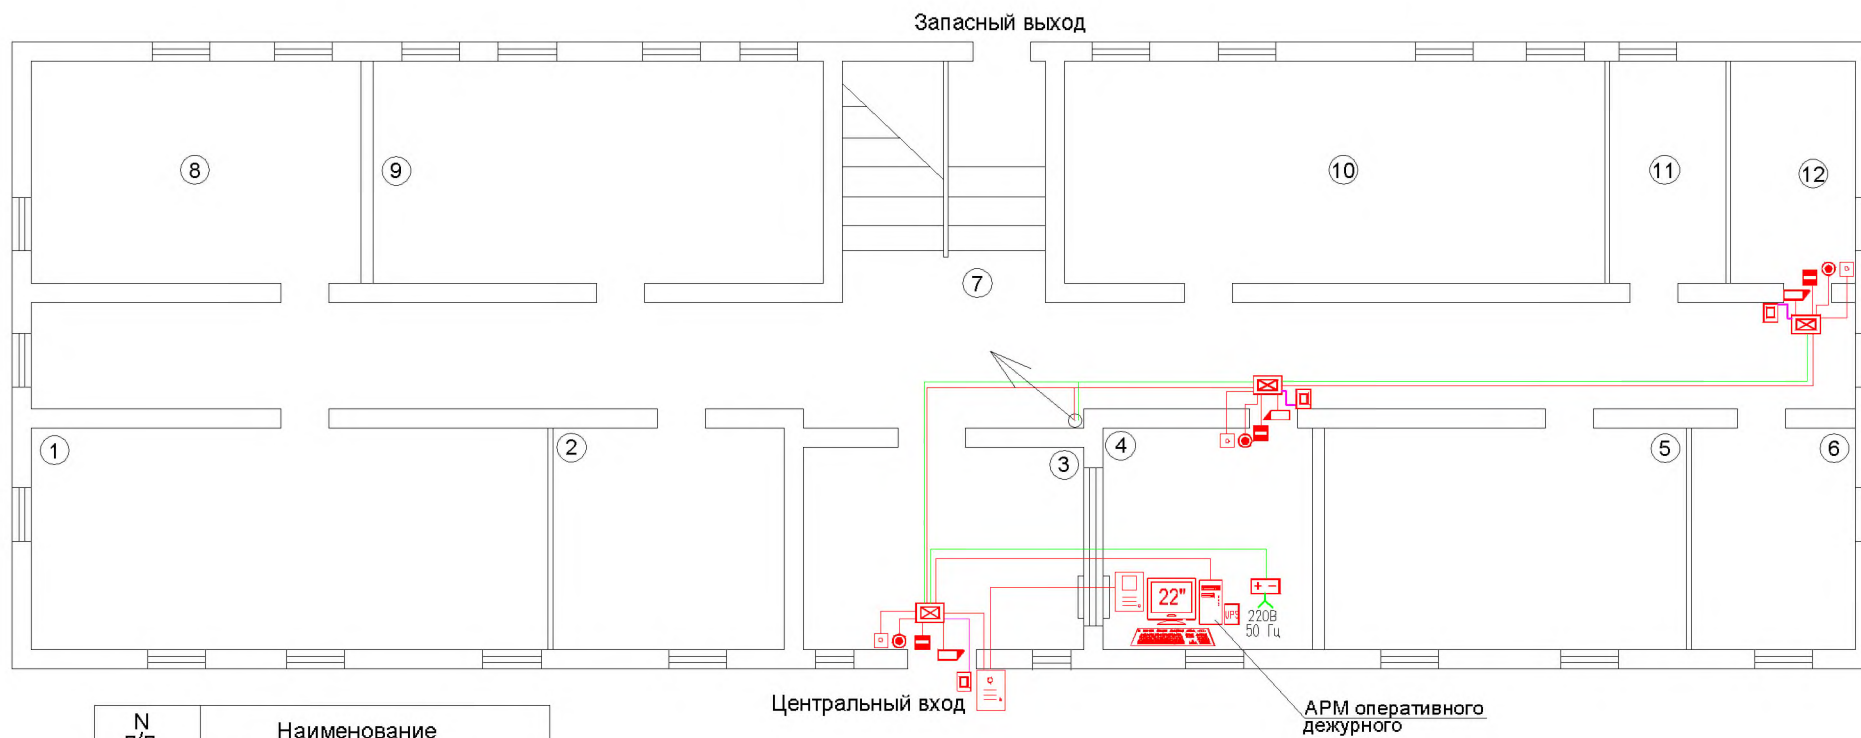 Запасный выход
8
9
10
11
12
7
1
2
3
4
5
6
22"
UPS
220В
50 Гц
Центральный вход
АРМ оперативного
дежурного
N
п/п
Наименование